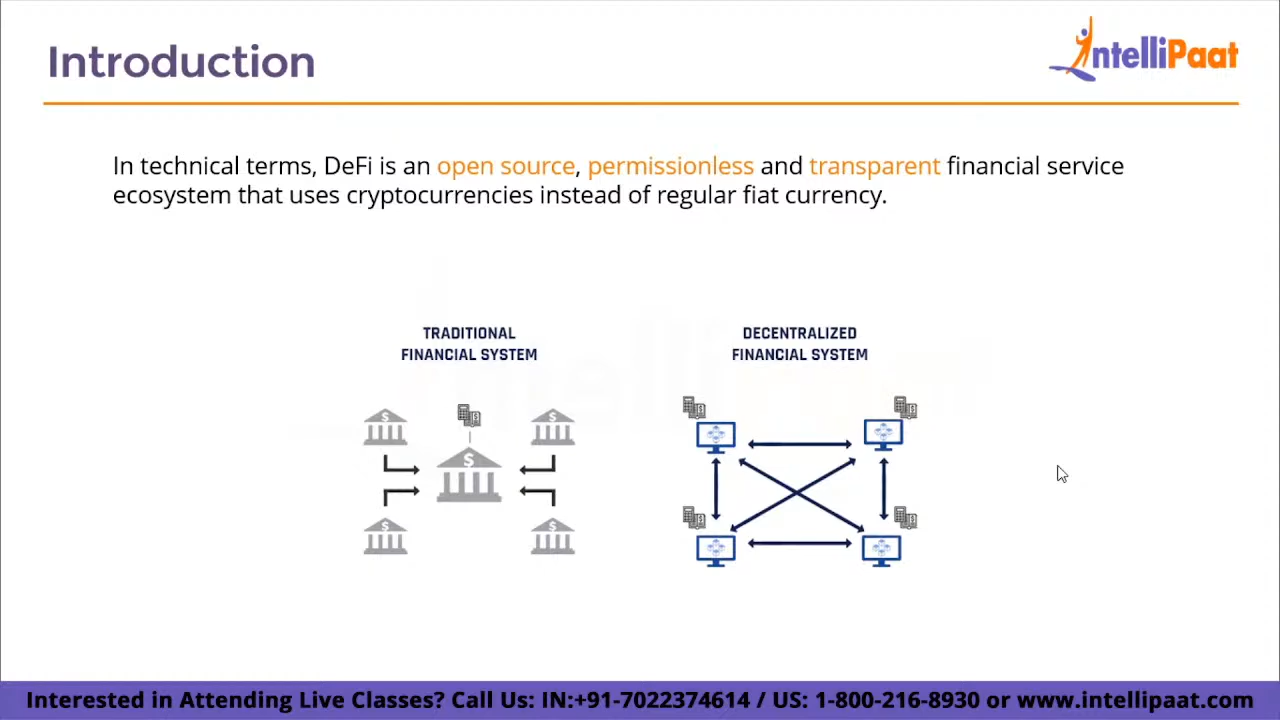 Introduction
IntelliPaat
In technical terms, DeFi is an open source, permissionless and transparent financial service
ecosystem that uses cryptocurrencies instead of regular fiat currency.
TRADITIONAL
FINANCIAL SYSTEM
DECENTRALIZED
FINANCIAL SYSTEM
Interested in Attending Live Classes? Call Us: IN:+91-7022374614 / US: 1-800-216-8930 or www.intellipaat.com